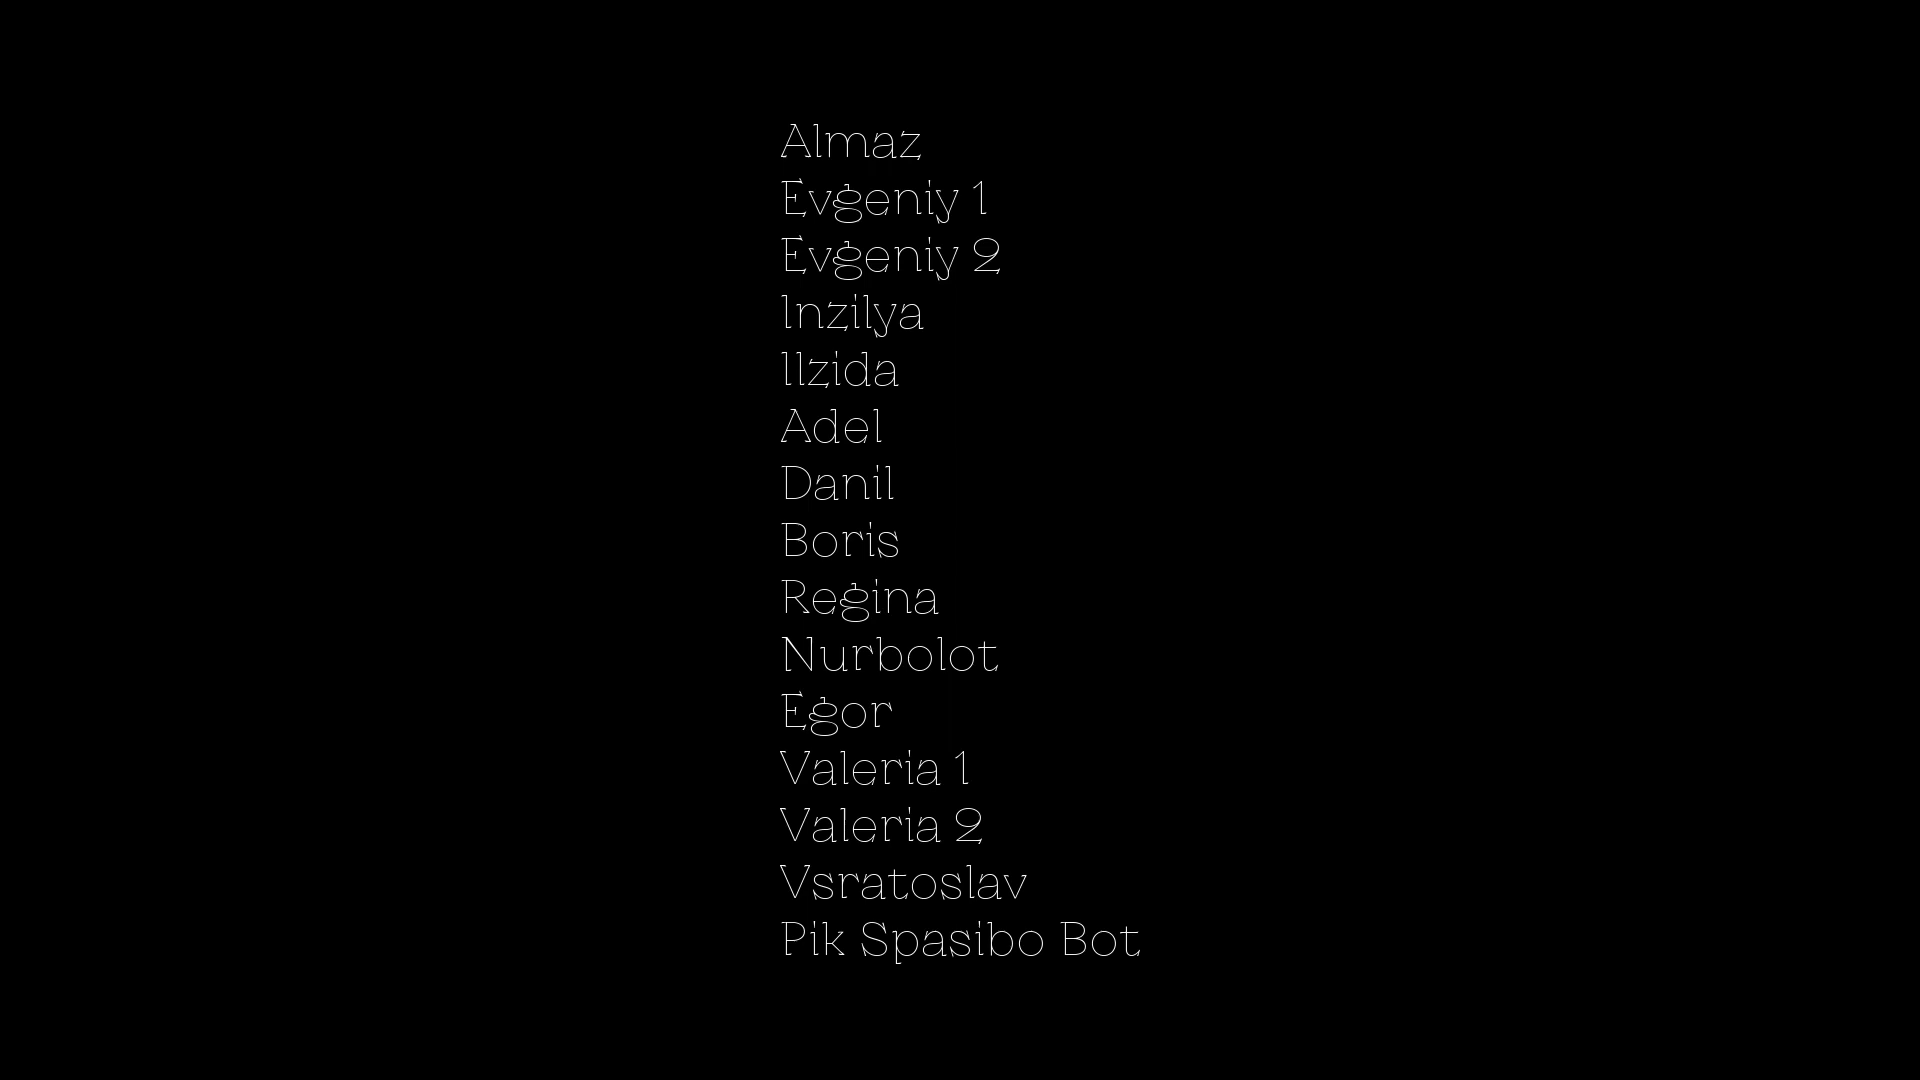 Almaz
Evgeniy 1
Evgeniy 2
Inzilya
Ilzida
Adel
Danil
Boris
Regina
Nurbolot
Egor
Valeria 1
Valeria 2
Vsratoslav
Pik Spasibo Bot